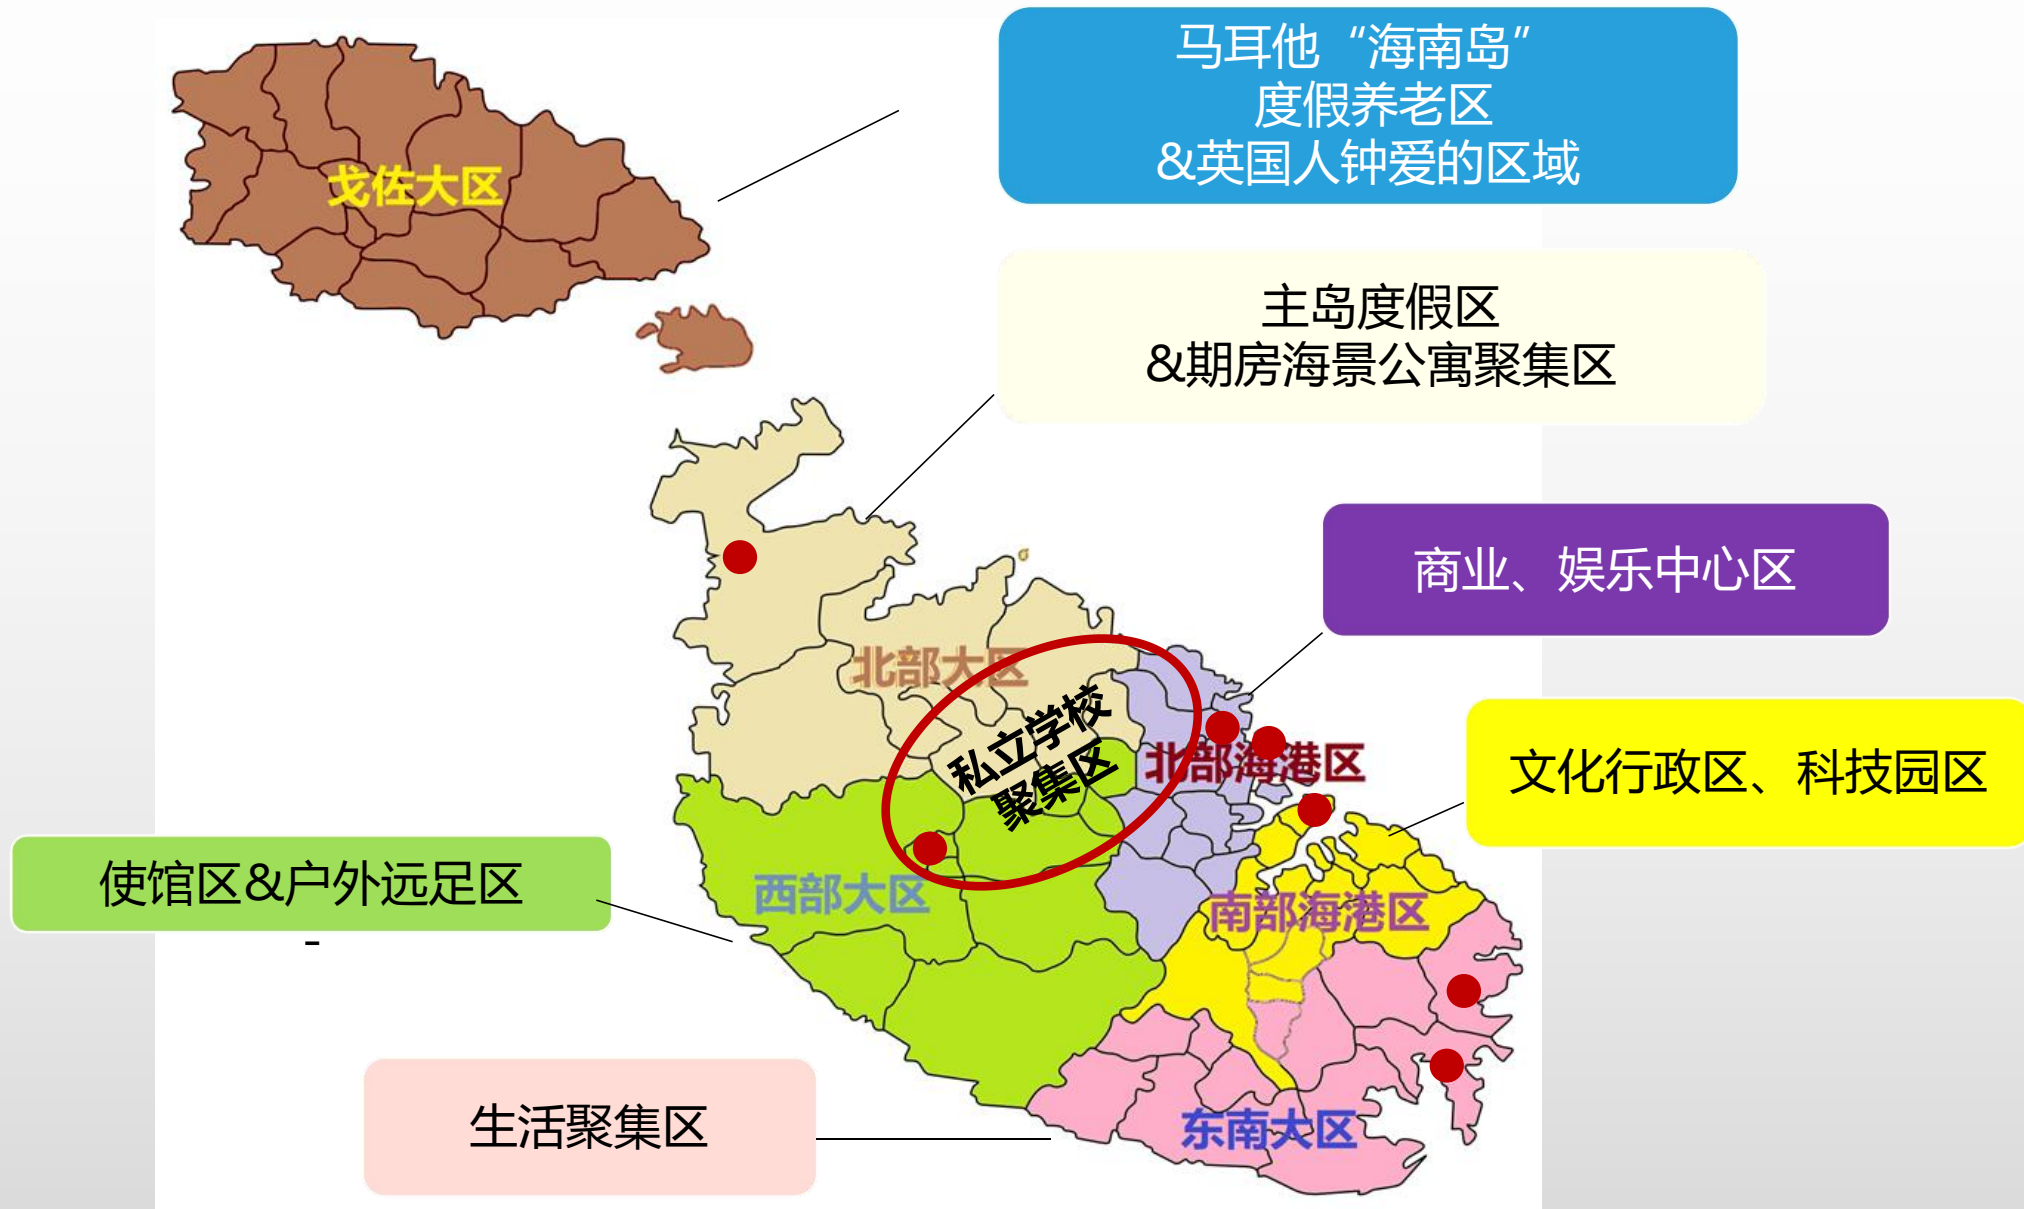 马耳他“海南岛”
度假养老区
&英国人钟爱的区域
戈佐大区
主岛度假区
&期房海景公寓聚集区
商业、娱乐中心区
北部大区
私立学校
聚集区
北部海港区
文化行政区、科技园区
使馆区&户外远足区
-
西部大区
南部海港区
生活聚集区
东南大区